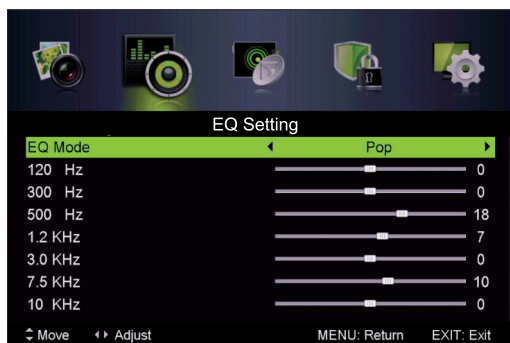 EQ Setting
EQ Mode Pop
120 Hz 0
300 Hz 0
500 Hz 18
1.2 KHz 7
3.0 KHz 0
7.5 KHz 10
10 KHz 0
Move Adjust MENU: Return EXIT: Exit